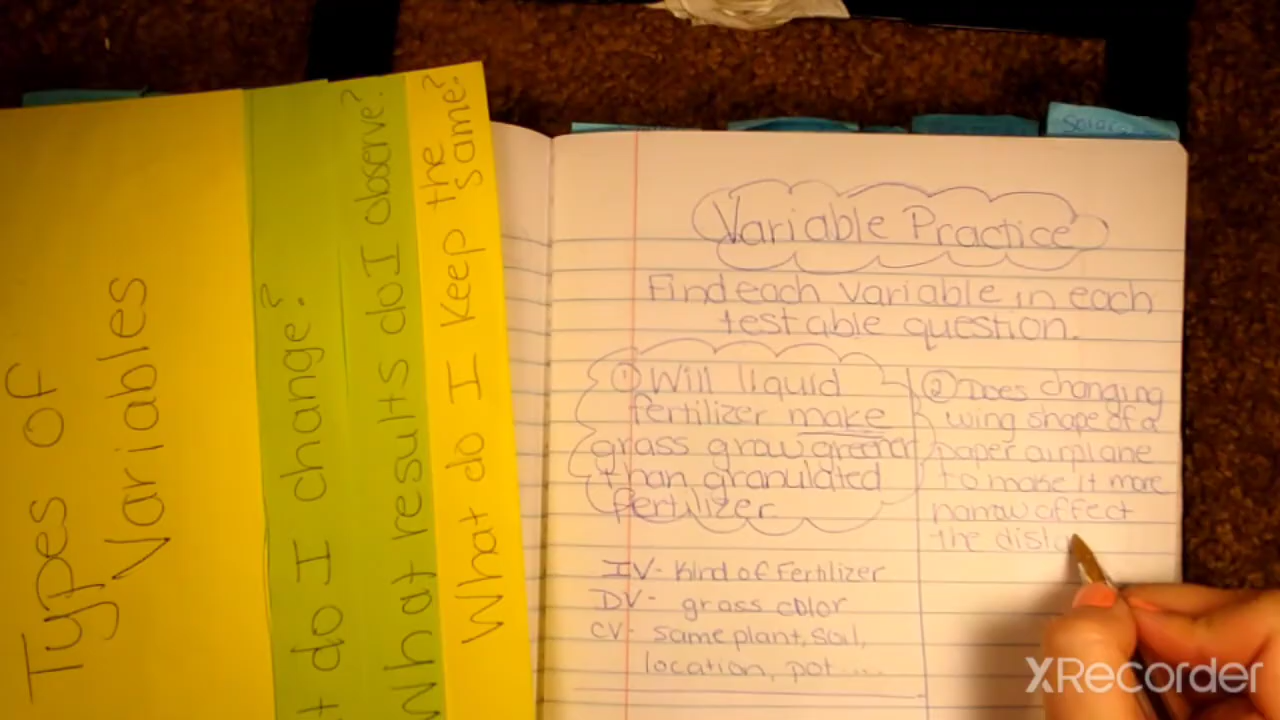 Types of
Variables
t do I change?
What results do I observe?
What do I Keep the
same?
Variable Practice
Find each variable in each
testable question.
① Will liquid
fertilizer make
grass grow greener
than granulated
fertilizer
IV- Kind of Fertilizer
DV- grass color
CV- same plant, soil,
location, pot....
② Does changing
wing shape of a
paper airplane
to make it more
narrow affect
the dista
XRecorder